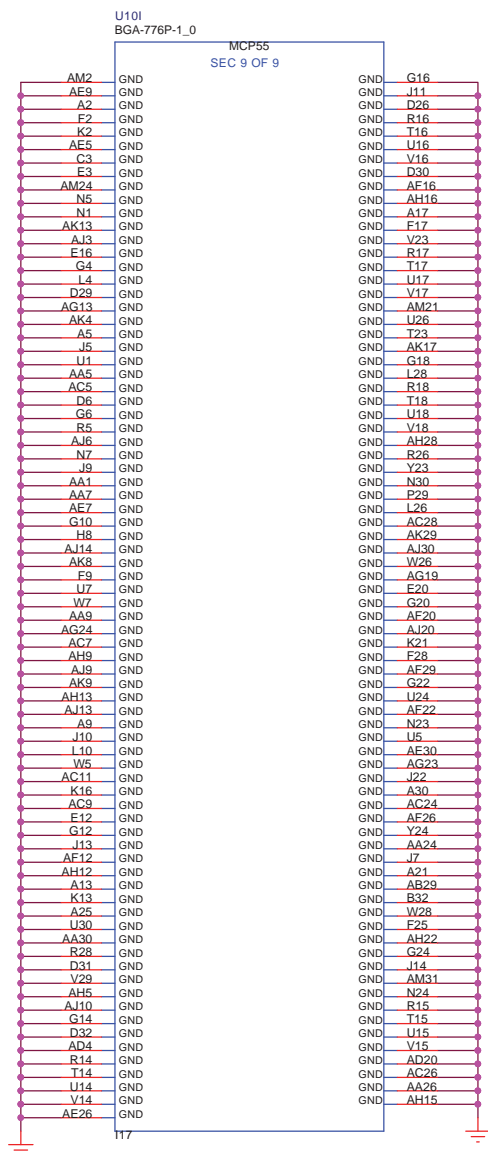 U10I
BGA-776P-1_0
MCP55
SEC 9 OF 9
AM2 GND GND G16
AE9 GND GND J11
A2 GND GND D26
F2 GND GND R16
K2 GND GND T16
AE5 GND GND U16
C3 GND GND V16
E3 GND GND D30
AM24 GND GND AF16
N5 GND GND AH16
N1 GND GND A17
AK13 GND GND F17
AJ3 GND GND V23
E16 GND GND R17
G4 GND GND T17
L4 GND GND U17
D29 GND GND V17
AG13 GND GND AM21
AK4 GND GND U26
A5 GND GND T23
J5 GND GND AK17
U1 GND GND G18
AA5 GND GND L28
AC5 GND GND R18
D6 GND GND T18
G6 GND GND U18
R5 GND GND V18
AJ6 GND GND AH28
N7 GND GND R26
J9 GND GND Y23
AA1 GND GND N30
AA7 GND GND P29
AE7 GND GND L26
G10 GND GND AC28
H8 GND GND AK29
AJ14 GND GND AJ30
AK8 GND GND W26
F9 GND GND AG19
U7 GND GND E20
W7 GND GND G20
AA9 GND GND AF20
AG24 GND GND AJ20
AC7 GND GND K21
AH9 GND GND F28
AJ9 GND GND AF29
AK9 GND GND G22
AH13 GND GND U24
AJ13 GND GND AF22
A9 GND GND N23
J10 GND GND U5
L10 GND GND AE30
W5 GND GND AG23
AC11 GND GND J22
K16 GND GND A30
AC9 GND GND AC24
E12 GND GND AF26
G12 GND GND Y24
J13 GND GND AA24
AF12 GND GND J7
AH12 GND GND A21
A13 GND GND AB29
K13 GND GND B32
A25 GND GND W28
U30 GND GND F25
AA30 GND GND AH22
R28 GND GND G24
D31 GND GND J14
V29 GND GND AM31
AH5 GND GND N24
AJ10 GND GND R15
G14 GND GND T15
D32 GND GND U15
AD4 GND GND V15
R14 GND GND AD20
T14 GND GND AC26
U14 GND GND AA26
V14 GND GND AH15
AE26 GND
I17